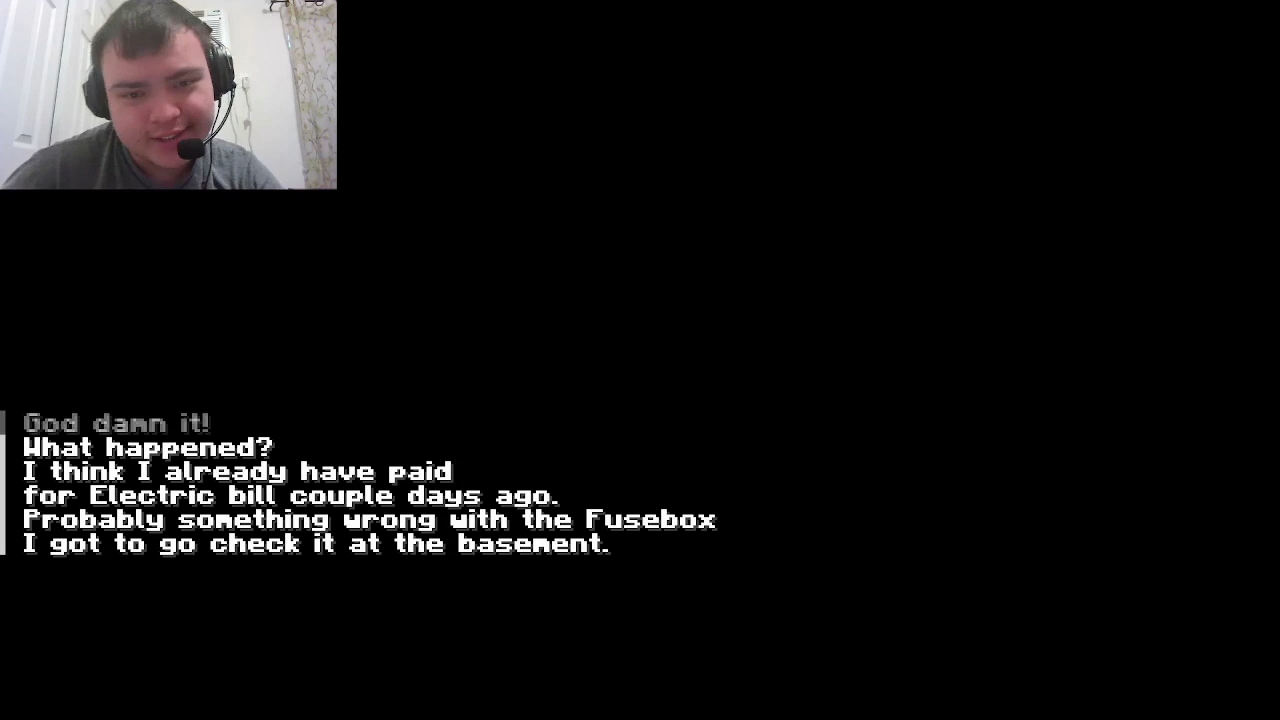 God damn it!
What happened?
I think I already have paid
for Electric bill couple days ago.
Probably something wrong with the Fusebox
I got to go check it at the basement.